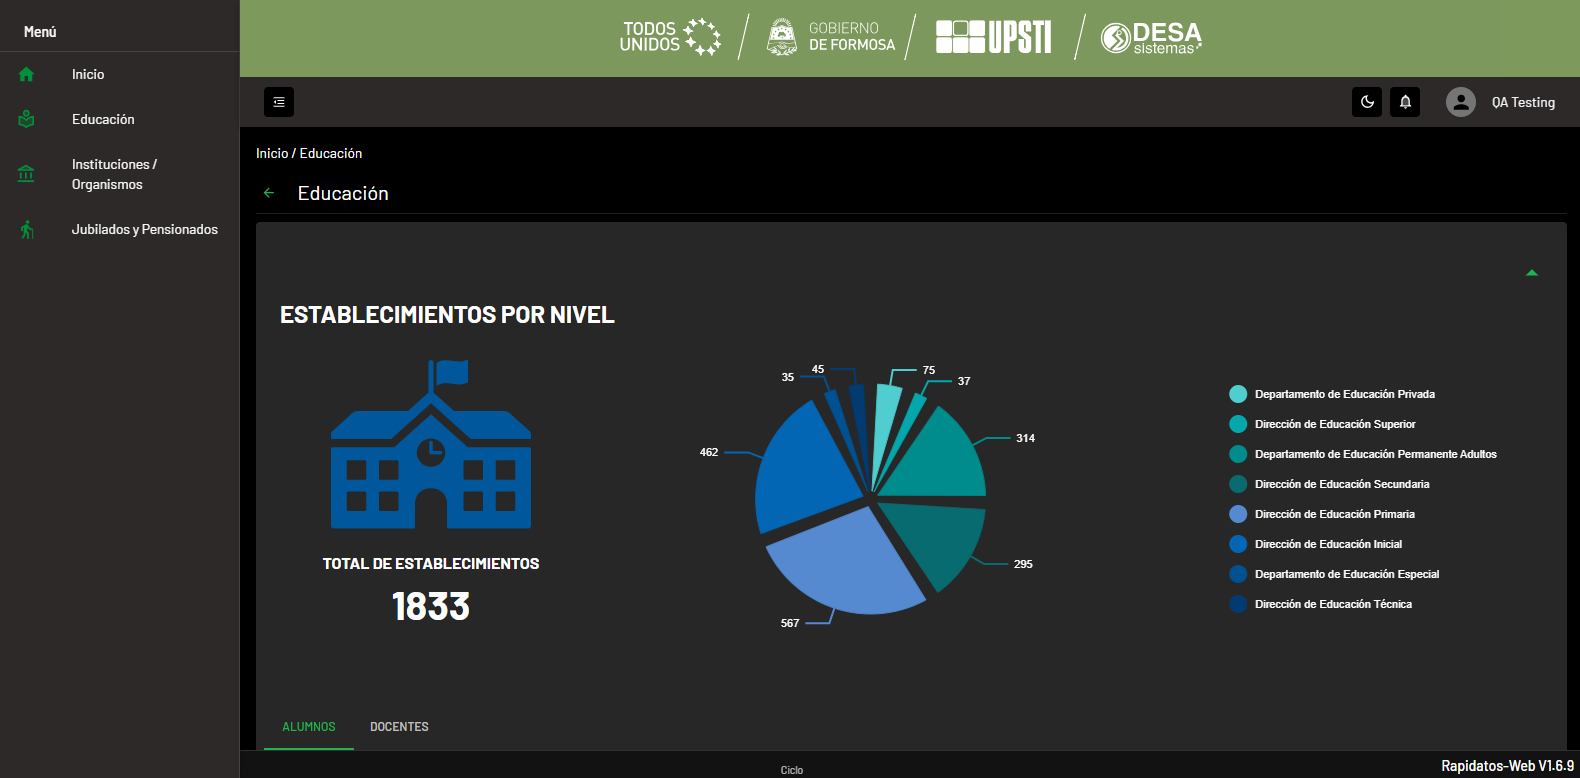 Menú
Inicio
Educación
Instituciones /
Organismos
Jubilados y Pensionados
TODOS
UNIDOS
GOBIERNO
DE FORMOSA
UPSTI
DESA
sistemas
QA Testing
Inicio / Educación
Educación
ESTABLECIMIENTOS POR NIVEL
TOTAL DE ESTABLECIMIENTOS
1833
45
35
75
37
462
314
295
567
Departamento de Educación Privada
Dirección de Educación Superior
Departamento de Educación Permanente Adultos
Dirección de Educación Secundaria
Dirección de Educación Primaria
Dirección de Educación Inicial
Departamento de Educación Especial
Dirección de Educación Técnica
ALUMNOS
DOCENTES
Ciclo
Rapidatos-Web V1.6.9